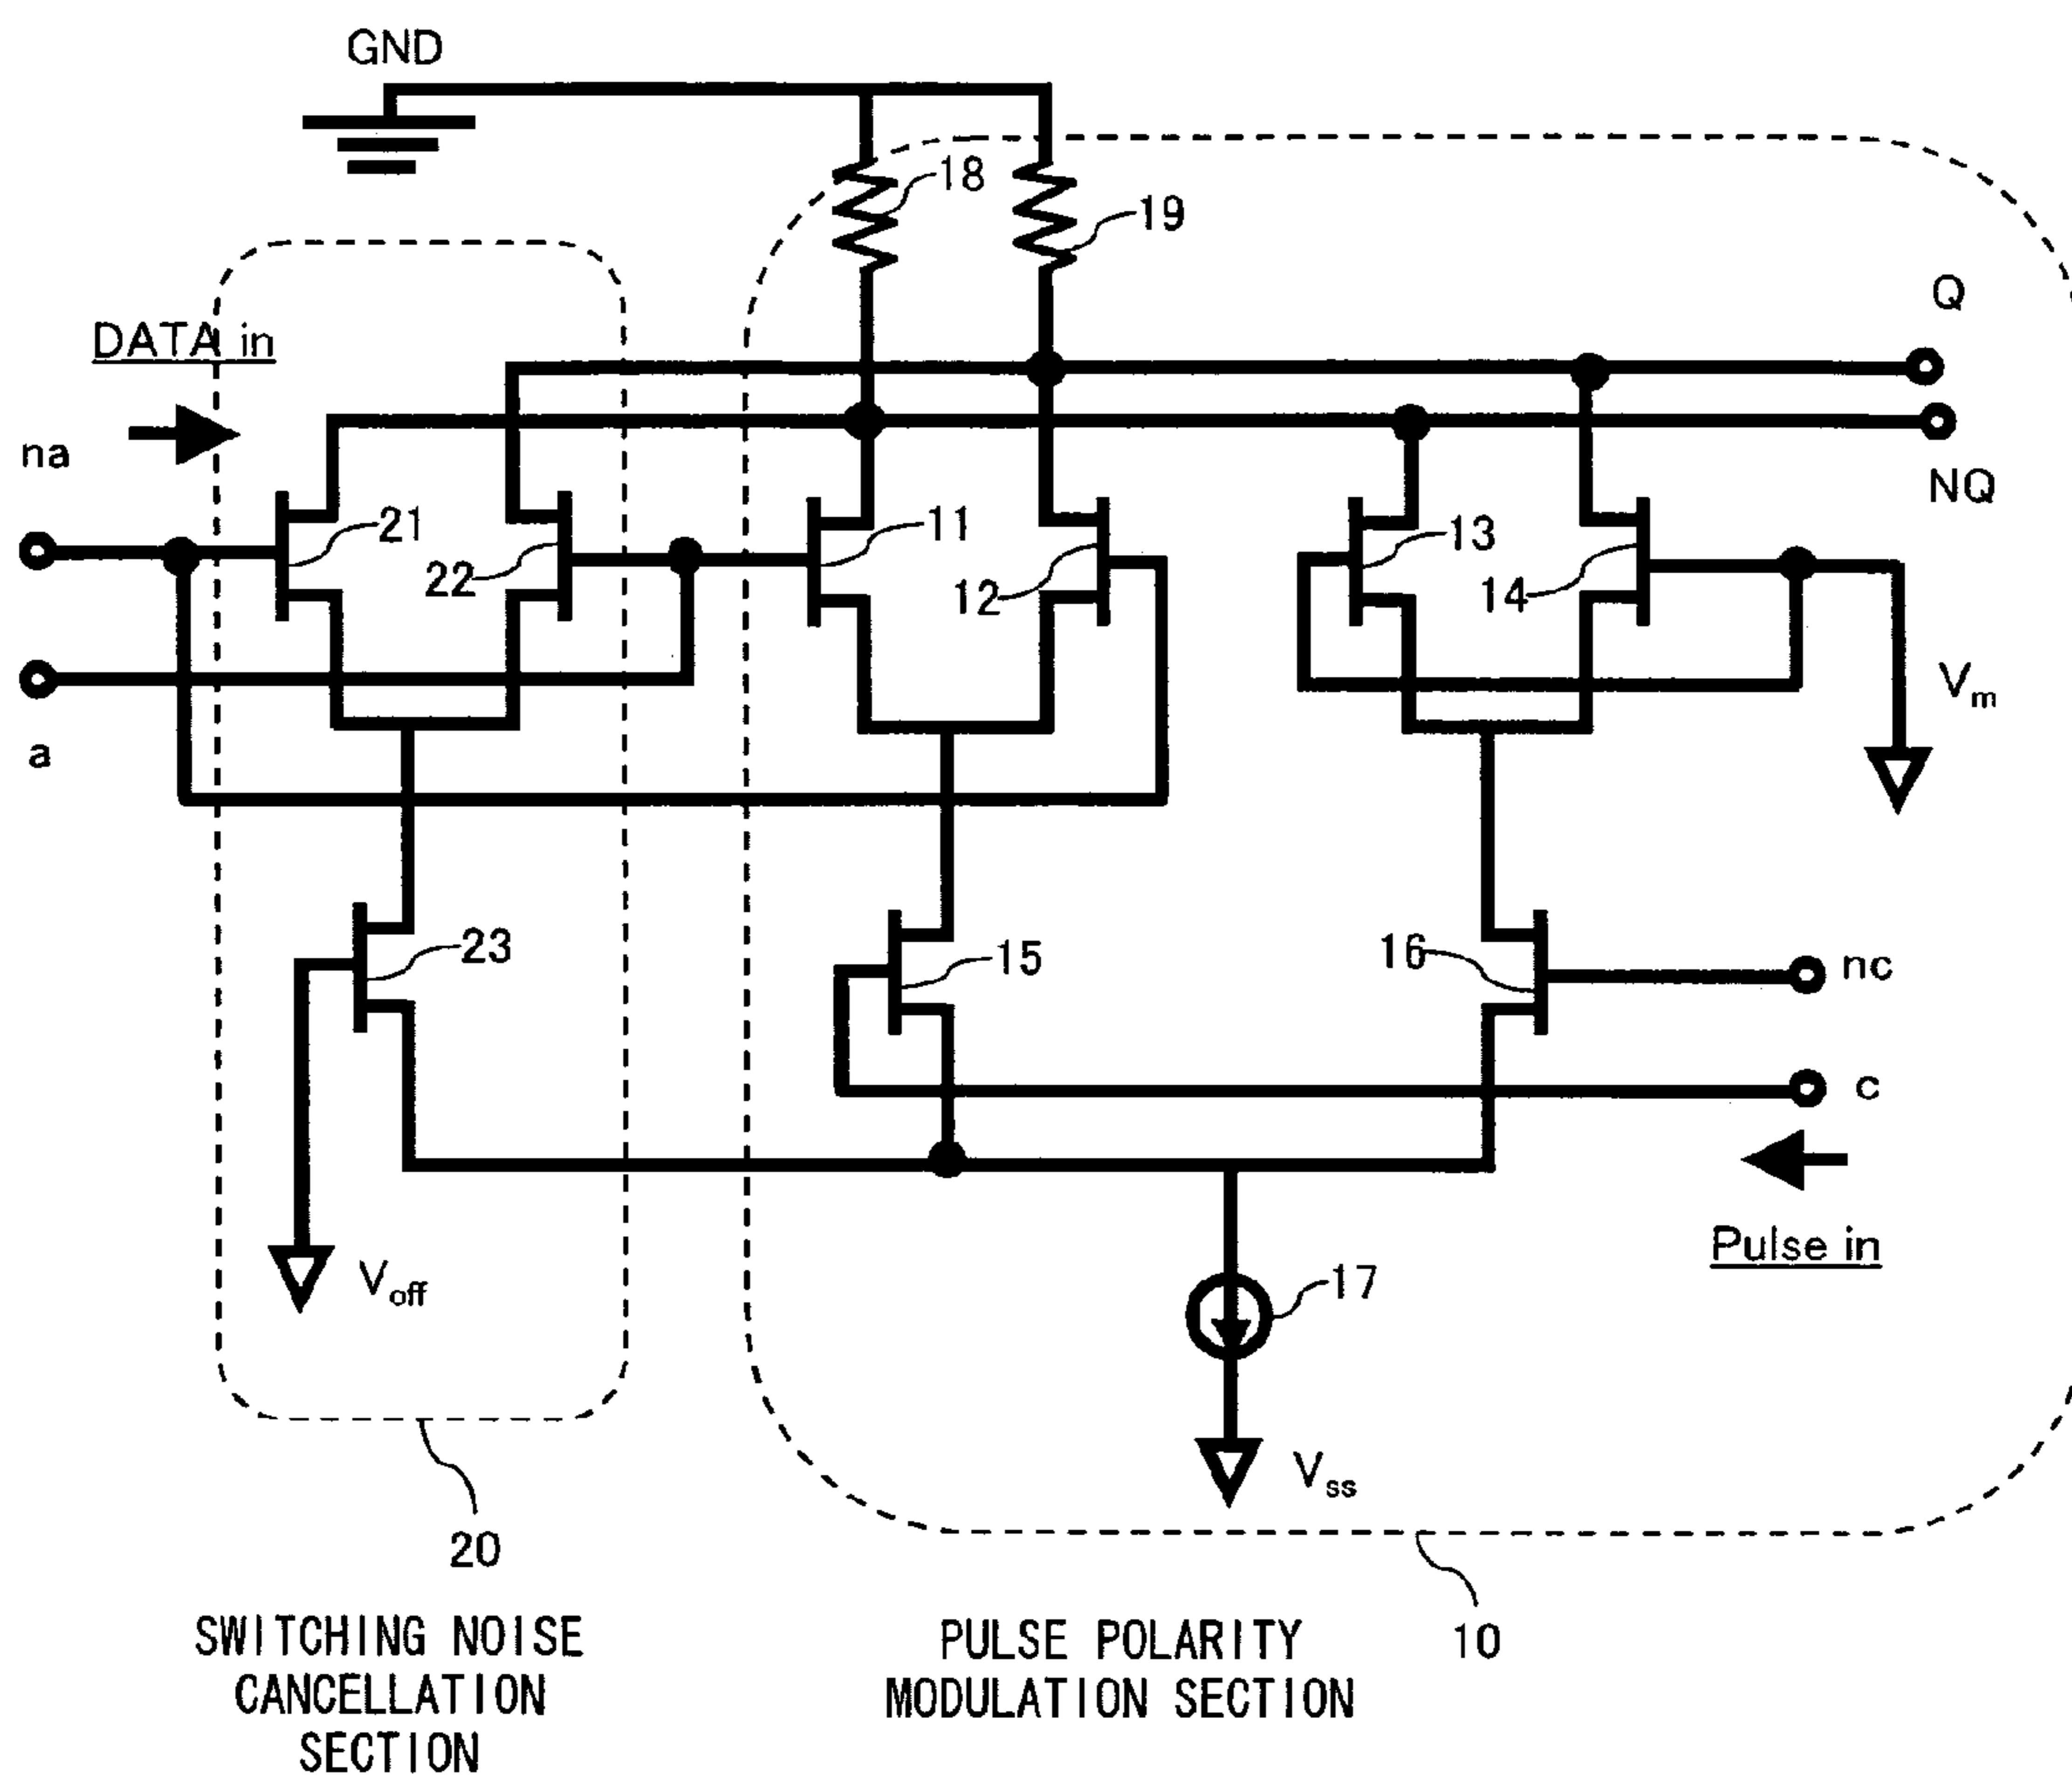 GND
18
19
Q
DATA in
na
NQ
21
11
13
22
12
14
Vm
a
23
15
16
nc
c
Pulse in
Voff
17
Vss
20
10
SWITCHING NOISE
CANCELLATION
SECTION
PULSE POLARITY
MODULATION SECTION